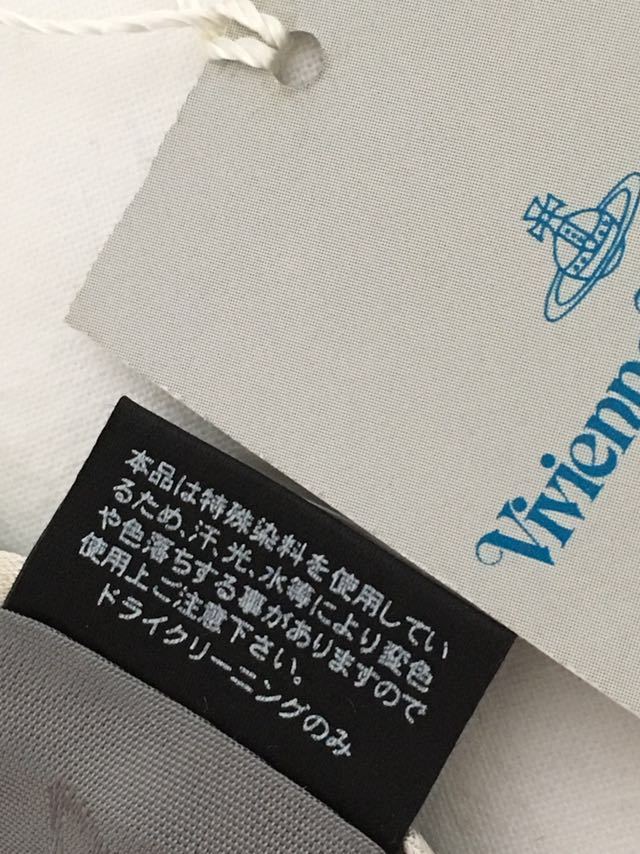 Vivienn
本品は特殊染料を使用してい
るため、汗、光、水等により変色
や色落ちする事がありますので
使用上ご注意下さい。
ドライクリーニングのみ